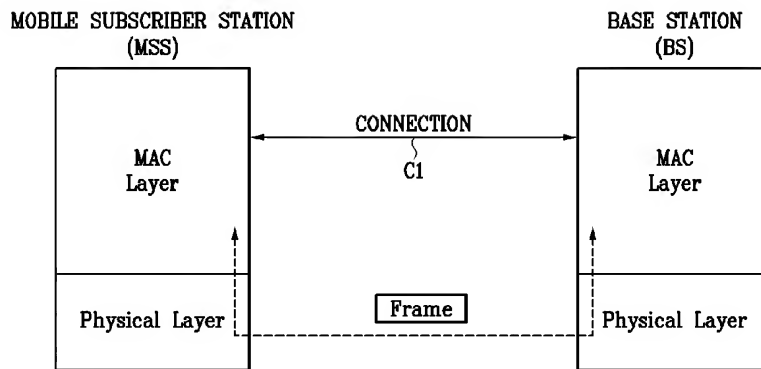 MOBILE SUBSCRIBER STATION
(MSS)
BASE STATION
(BS)
CONNECTION
C1
MAC
Layer
MAC
Layer
Frame
Physical Layer
Physical Layer